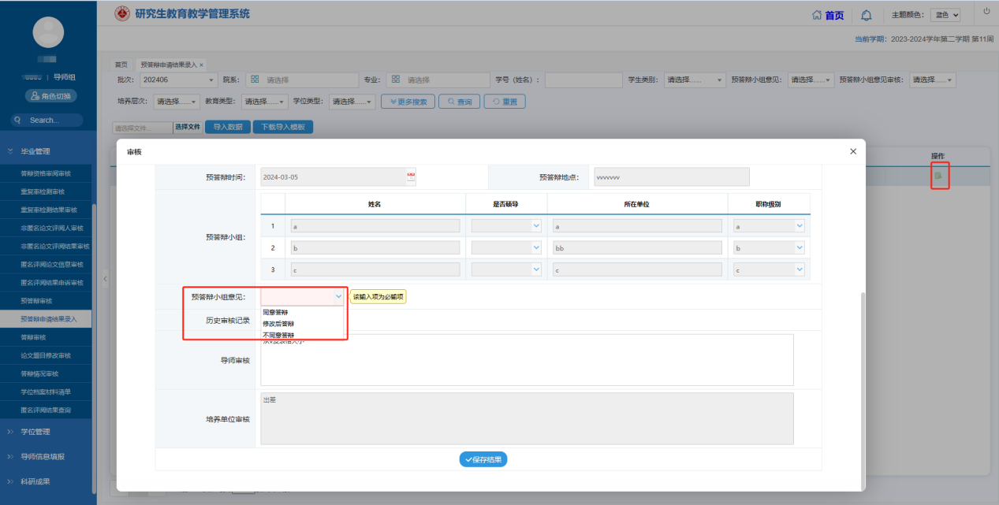 研究生教育教学管理系统
首页
主题颜色： 蓝色
当前学期： 2023-2024学年第二学期 第11周
导师组
角色切换
Search...
毕业管理
答辩资格审阅审核
重复率检测审核
重复率检测结果审核
非匿名论文评阅人审核
非匿名论文评阅结果审核
匿名评阅论文信息审核
匿名评阅结果申诉审核
预答辩审核
预答辩申请结果录入
答辩审核
论文题目修改审核
答辩情况审核
学位档案材料清单
匿名评阅结果查询
学位管理
导师信息填报
科研成果
首页 预答辩申请结果录入 ×
批次： 202406 院系： 请选择 专业： 请选择 学号（姓名）： 学生类别： 请选择...... 预答辩小组意见： 请选择...... 预答辩小组意见审核： 请选择......
培养层次： 请选择...... 教育类型： 请选择...... 学位类型： 请选择...... 更多搜索 查询 重置
请选择文件... 选择文件 导入数据 下载导入模板
操作
审核
预答辩时间： 2024-03-05 预答辩地点： vvvvvvv
预答辩小组：
姓名 是否硕导 所在单位 职称级别
1 a a a
2 b bb b
3 c c c
预答辩小组意见： 该输入项为必输项
同意答辩
修改后答辩
不同意答辩
历史审核记录
导师审核
培养单位审核 出差
保存结果